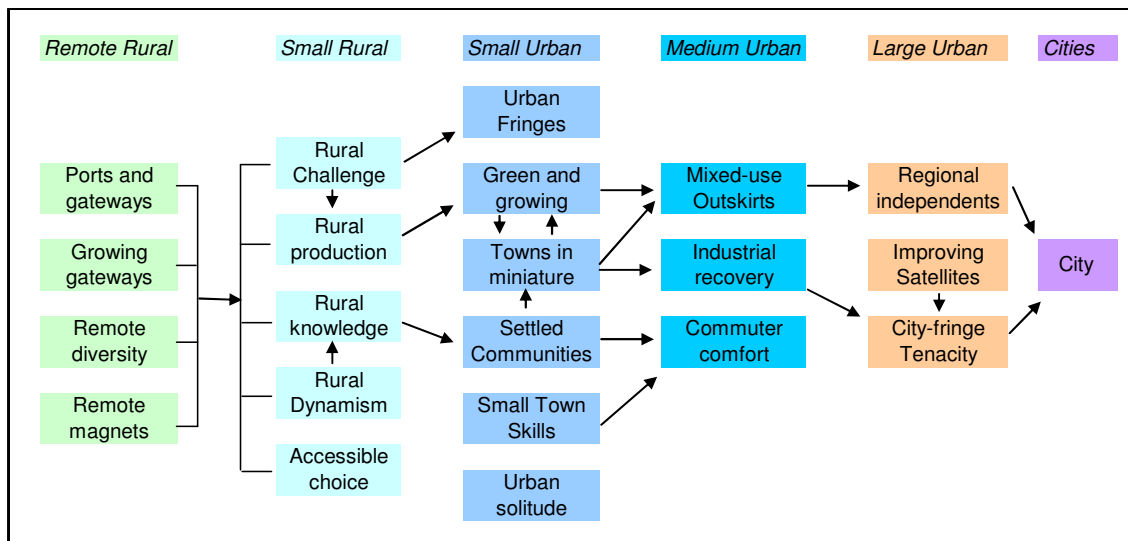 Remote Rural
Small Rural
Small Urban
Medium Urban
Large Urban
Cities
Ports and
gateways
Growing
gateways
Remote
diversity
Remote
magnets
Rural
Challenge
Rural
production
Rural
knowledge
Rural
Dynamism
Accessible
choice
Urban
Fringes
Green and
growing
Towns in
miniature
Settled
Communities
Small Town
Skills
Urban
solitude
Mixed-use
Outskirts
Industrial
recovery
Commuter
comfort
Regional
independents
Improving
Satellites
City-fringe
Tenacity
City